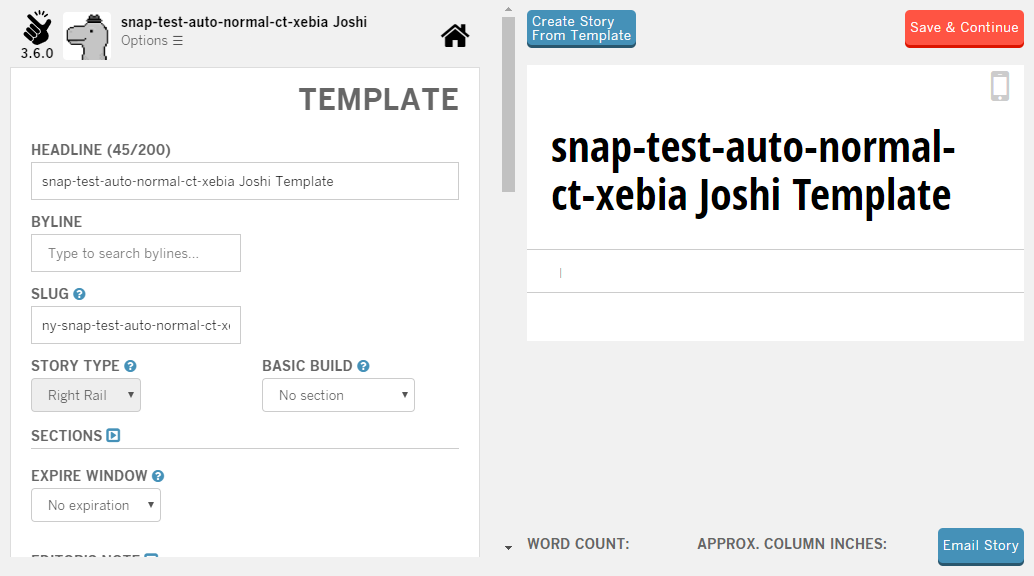 snap-test-auto-normal-ct-xebia Joshi
Options ☰
3.6.0
TEMPLATE
HEADLINE (45/200)
snap-test-auto-normal-ct-xebia Joshi Template
BYLINE
Type to search bylines...
SLUG ?
ny-snap-test-auto-normal-ct-x
STORY TYPE ?
BASIC BUILD ?
Right Rail
No section
SECTIONS
EXPIRE WINDOW ?
No expiration
Create Story
From Template
Save & Continue
snap-test-auto-normal-
ct-xebia Joshi Template
|
WORD COUNT:
APPROX. COLUMN INCHES:
Email Story